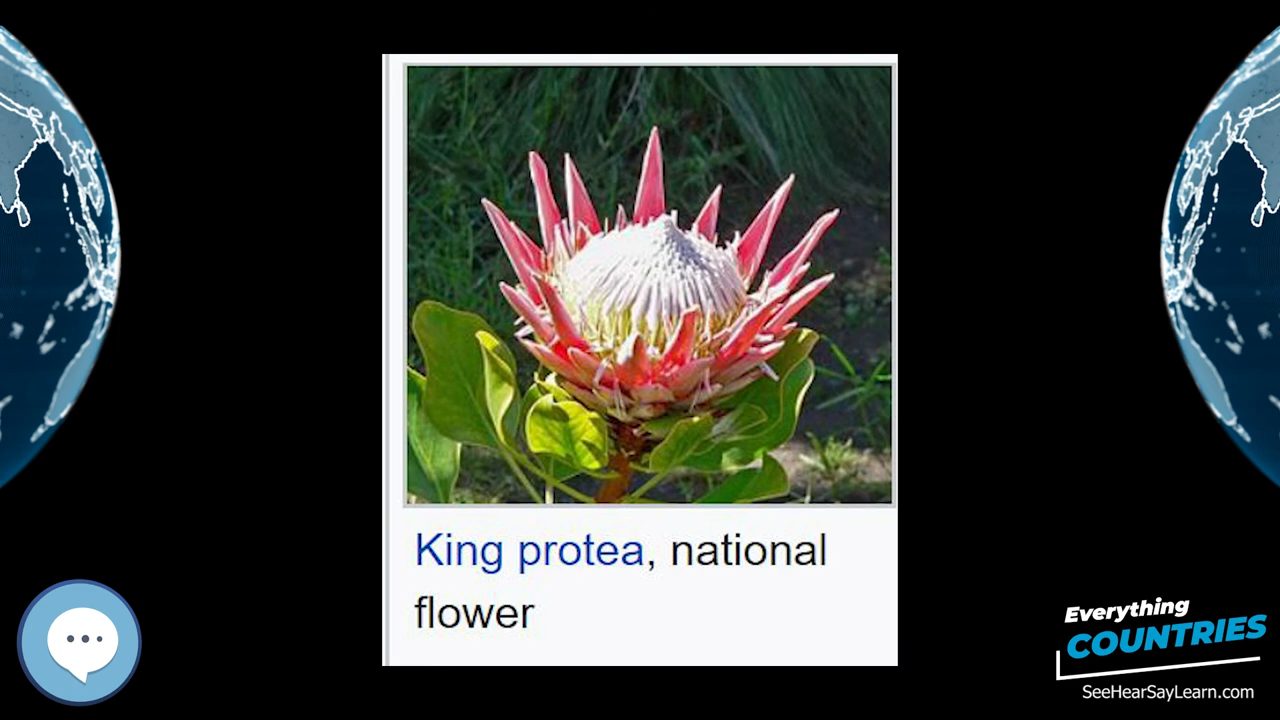 King protea, national
flower
Everything
COUNTRIES
SeeHearSayLearn.com